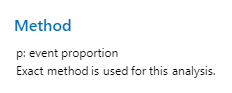 Method
p: event proportion
Exact method is used for this analysis.